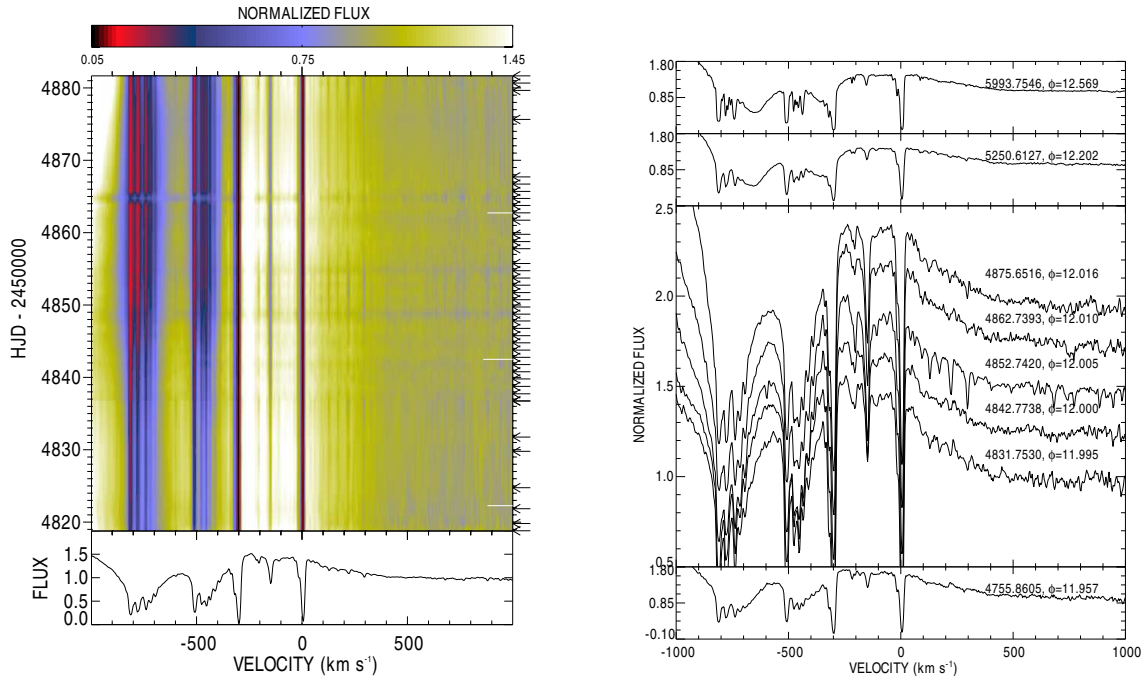 NORMALIZED FLUX
0.05 0.75 1.45
HJD - 2450000
4880
4870
4860
4850
4840
4830
4820
FLUX
1.5
1.0
0.5
0.0
-500 0 500
VELOCITY (km s-1)
1.80
0.85
5993.7546, ϕ=12.569
1.80
0.85
5250.6127, ϕ=12.202
NORMALIZED FLUX
2.5
2.0
1.5
1.0
0.5
4875.6516, ϕ=12.016
4862.7393, ϕ=12.010
4852.7420, ϕ=12.005
4842.7738, ϕ=12.000
4831.7530, ϕ=11.995
1.80
0.85
-0.10
4755.8605, ϕ=11.957
-1000 -500 0 500 1000
VELOCITY (km s-1)